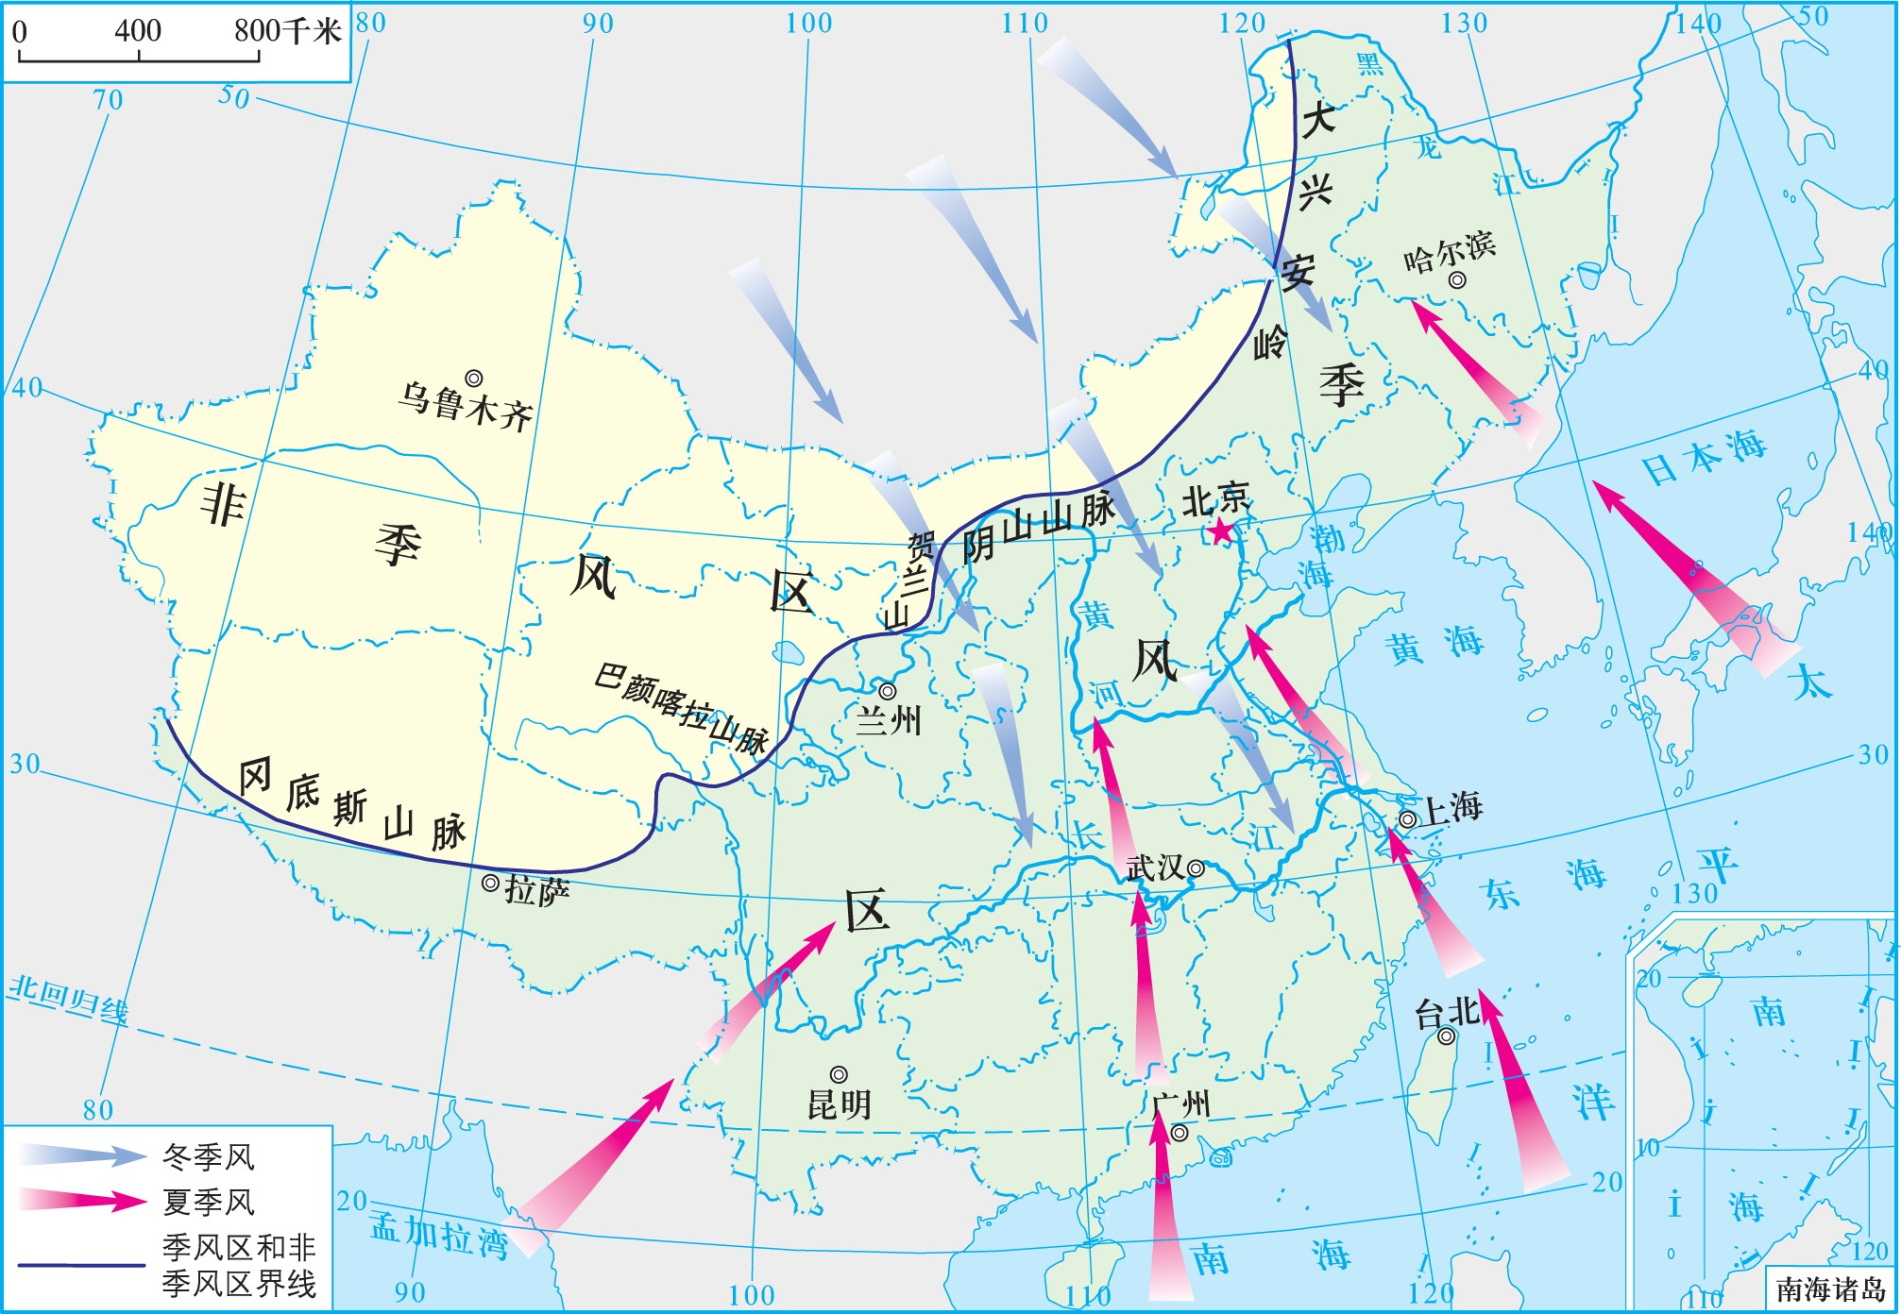 0 400 800千米
80 90 100 110 120 130 140 50
70 50
黑
龙
江
大
兴
安
岭
哈尔滨
乌鲁木齐
40
40
季
日本海
非
季
风
区
北京
渤
海
140
贺
兰
山
阴山山脉
黄
河
风
黄海
太
巴颜喀拉山脉
兰州
30
30
冈底斯山脉
上海
长
江
武汉
东海
平
130
拉萨
区
北回归线
台北
洋
80
昆明
广州
20
20
孟加拉湾
南海
90 100 110 120
冬季风
夏季风
季风区和非
季风区界线
20
南
10
海
120
110
南海诸岛